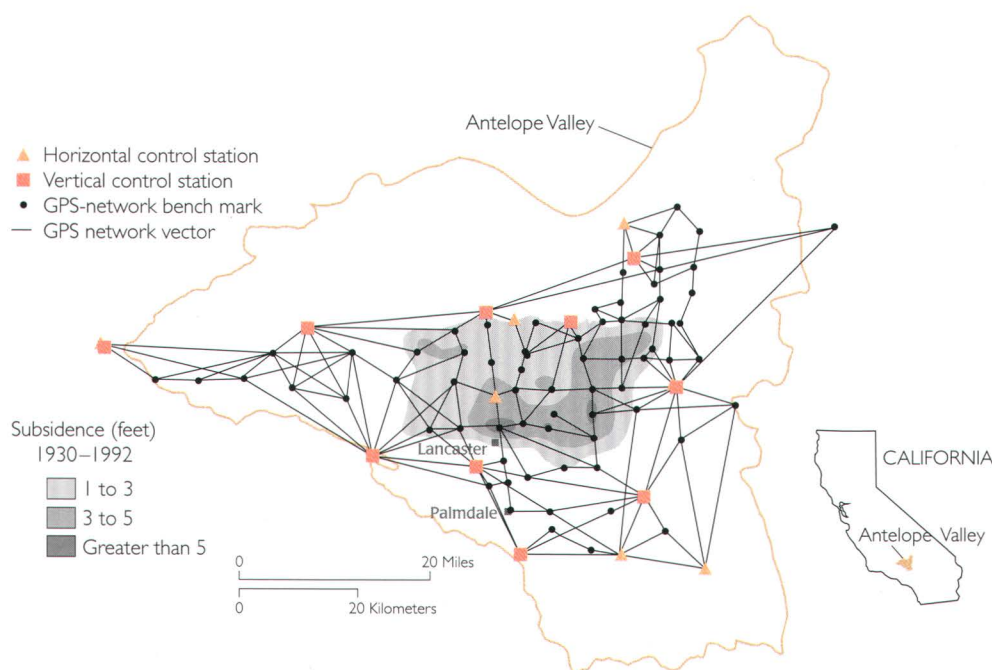 Antelope Valley
Horizontal control station
Vertical control station
GPS-network bench mark
GPS network vector
Subsidence (feet)
1930–1992
1 to 3
3 to 5
Greater than 5
Lancaster
Palmdale
0 20 Miles
0 20 Kilometers
CALIFORNIA
Antelope Valley